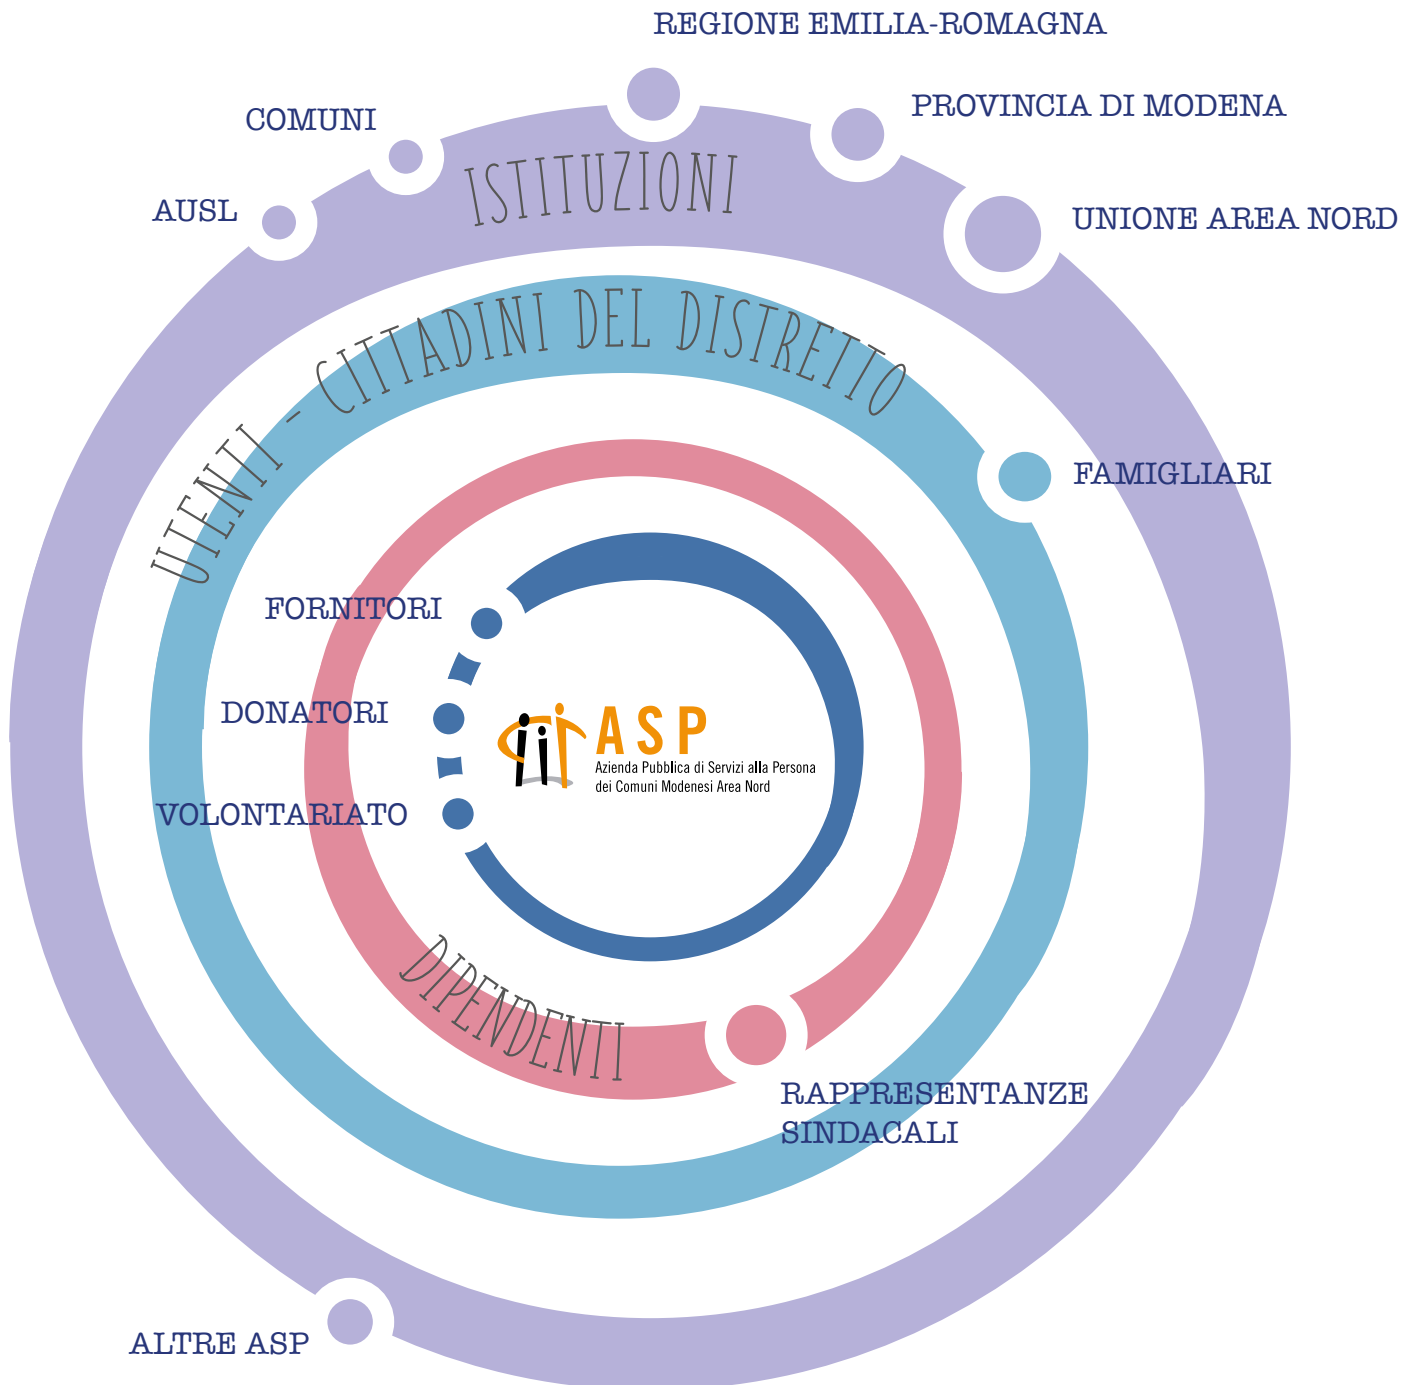 REGIONE EMILIA-ROMAGNA
PROVINCIA DI MODENA
COMUNI
ISTITUZIONI
AUSL
UNIONE AREA NORD
UTENTI - CITTADINI DEL DISTRETTO
FAMIGLIARI
FORNITORI
DONATORI
ASP
Azienda Pubblica di Servizi alla Persona
dei Comuni Modenesi Area Nord
VOLONTARIATO
DIPENDENTI
RAPPRESENTANZE
SINDACALI
ALTRE ASP